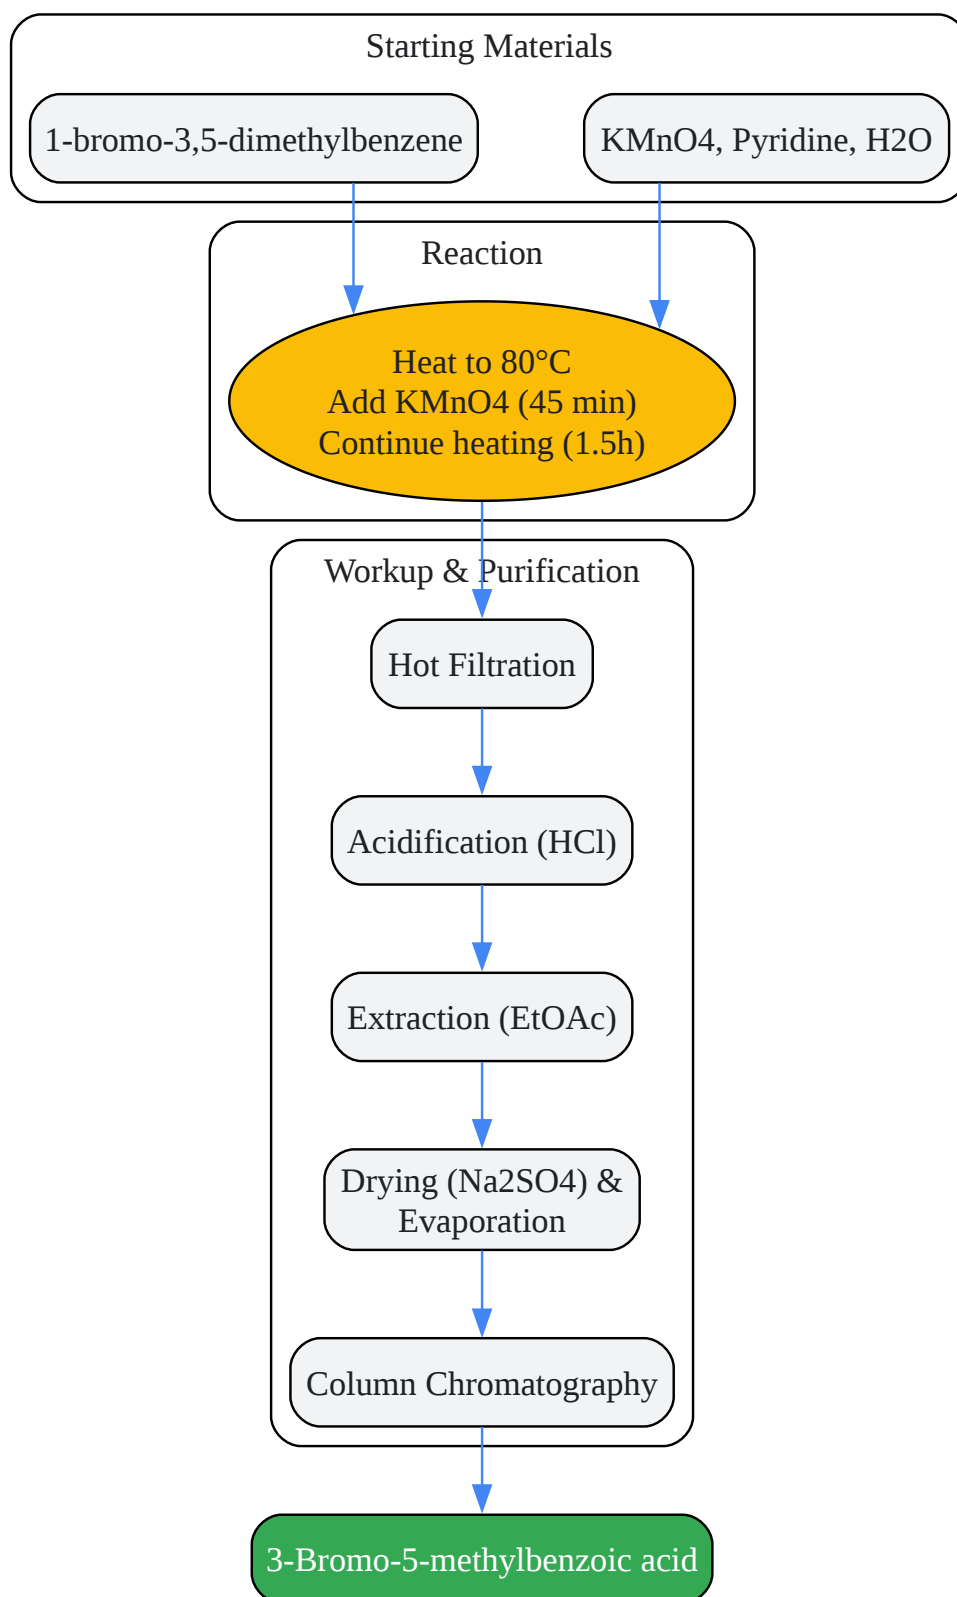 Starting Materials
1-bromo-3,5-dimethylbenzene
KMnO4, Pyridine, H2O
Reaction
Heat to 80°C
Add KMnO4 (45 min)
Continue heating (1.5h)
Workup & Purification
Hot Filtration
Acidification (HCl)
Extraction (EtOAc)
Drying (Na2SO4) &
Evaporation
Column Chromatography
3-Bromo-5-methylbenzoic acid